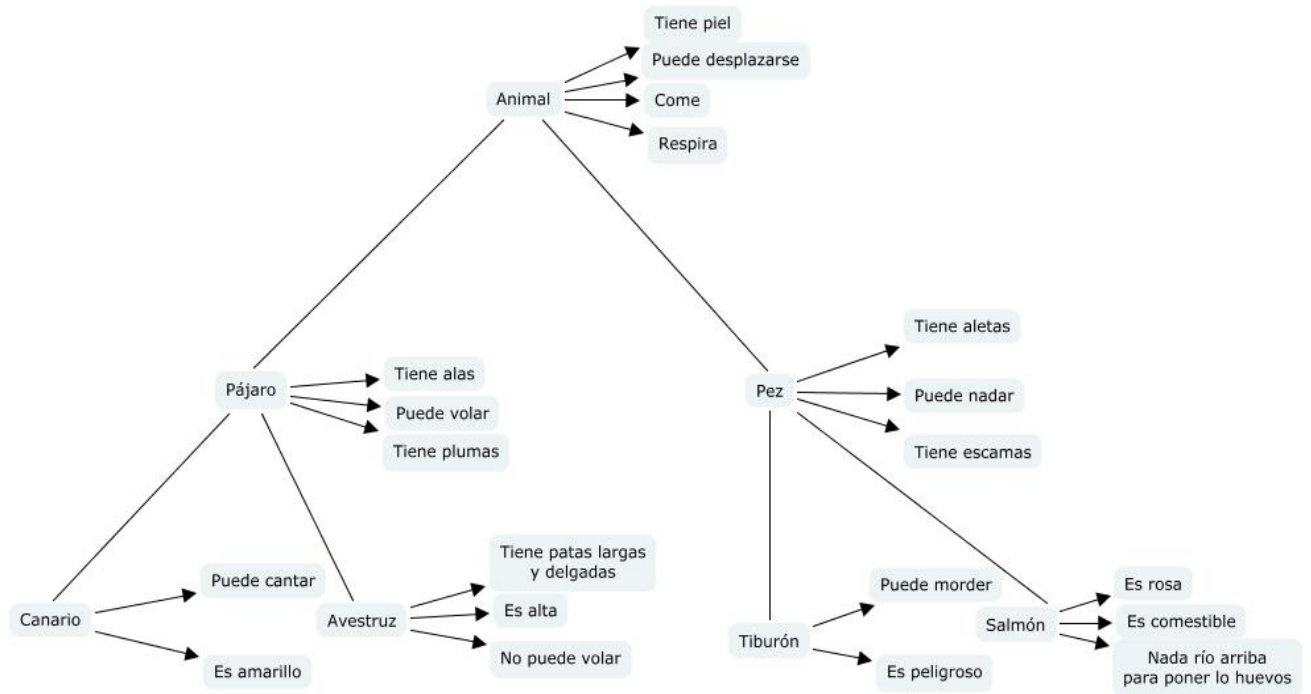 Tiene piel
Puede desplazarse
Animal
Come
Respira
Tiene aletas
Pájaro
Tiene alas
Puede volar
Tiene plumas
Pez
Puede nadar
Tiene escamas
Canario
Puede cantar
Es amarillo
Avestruz
Tiene patas largas
y delgadas
Es alta
No puede volar
Tiburón
Puede morder
Es peligroso
Salmón
Es rosa
Es comestible
Nada río arriba
para poner lo huevos